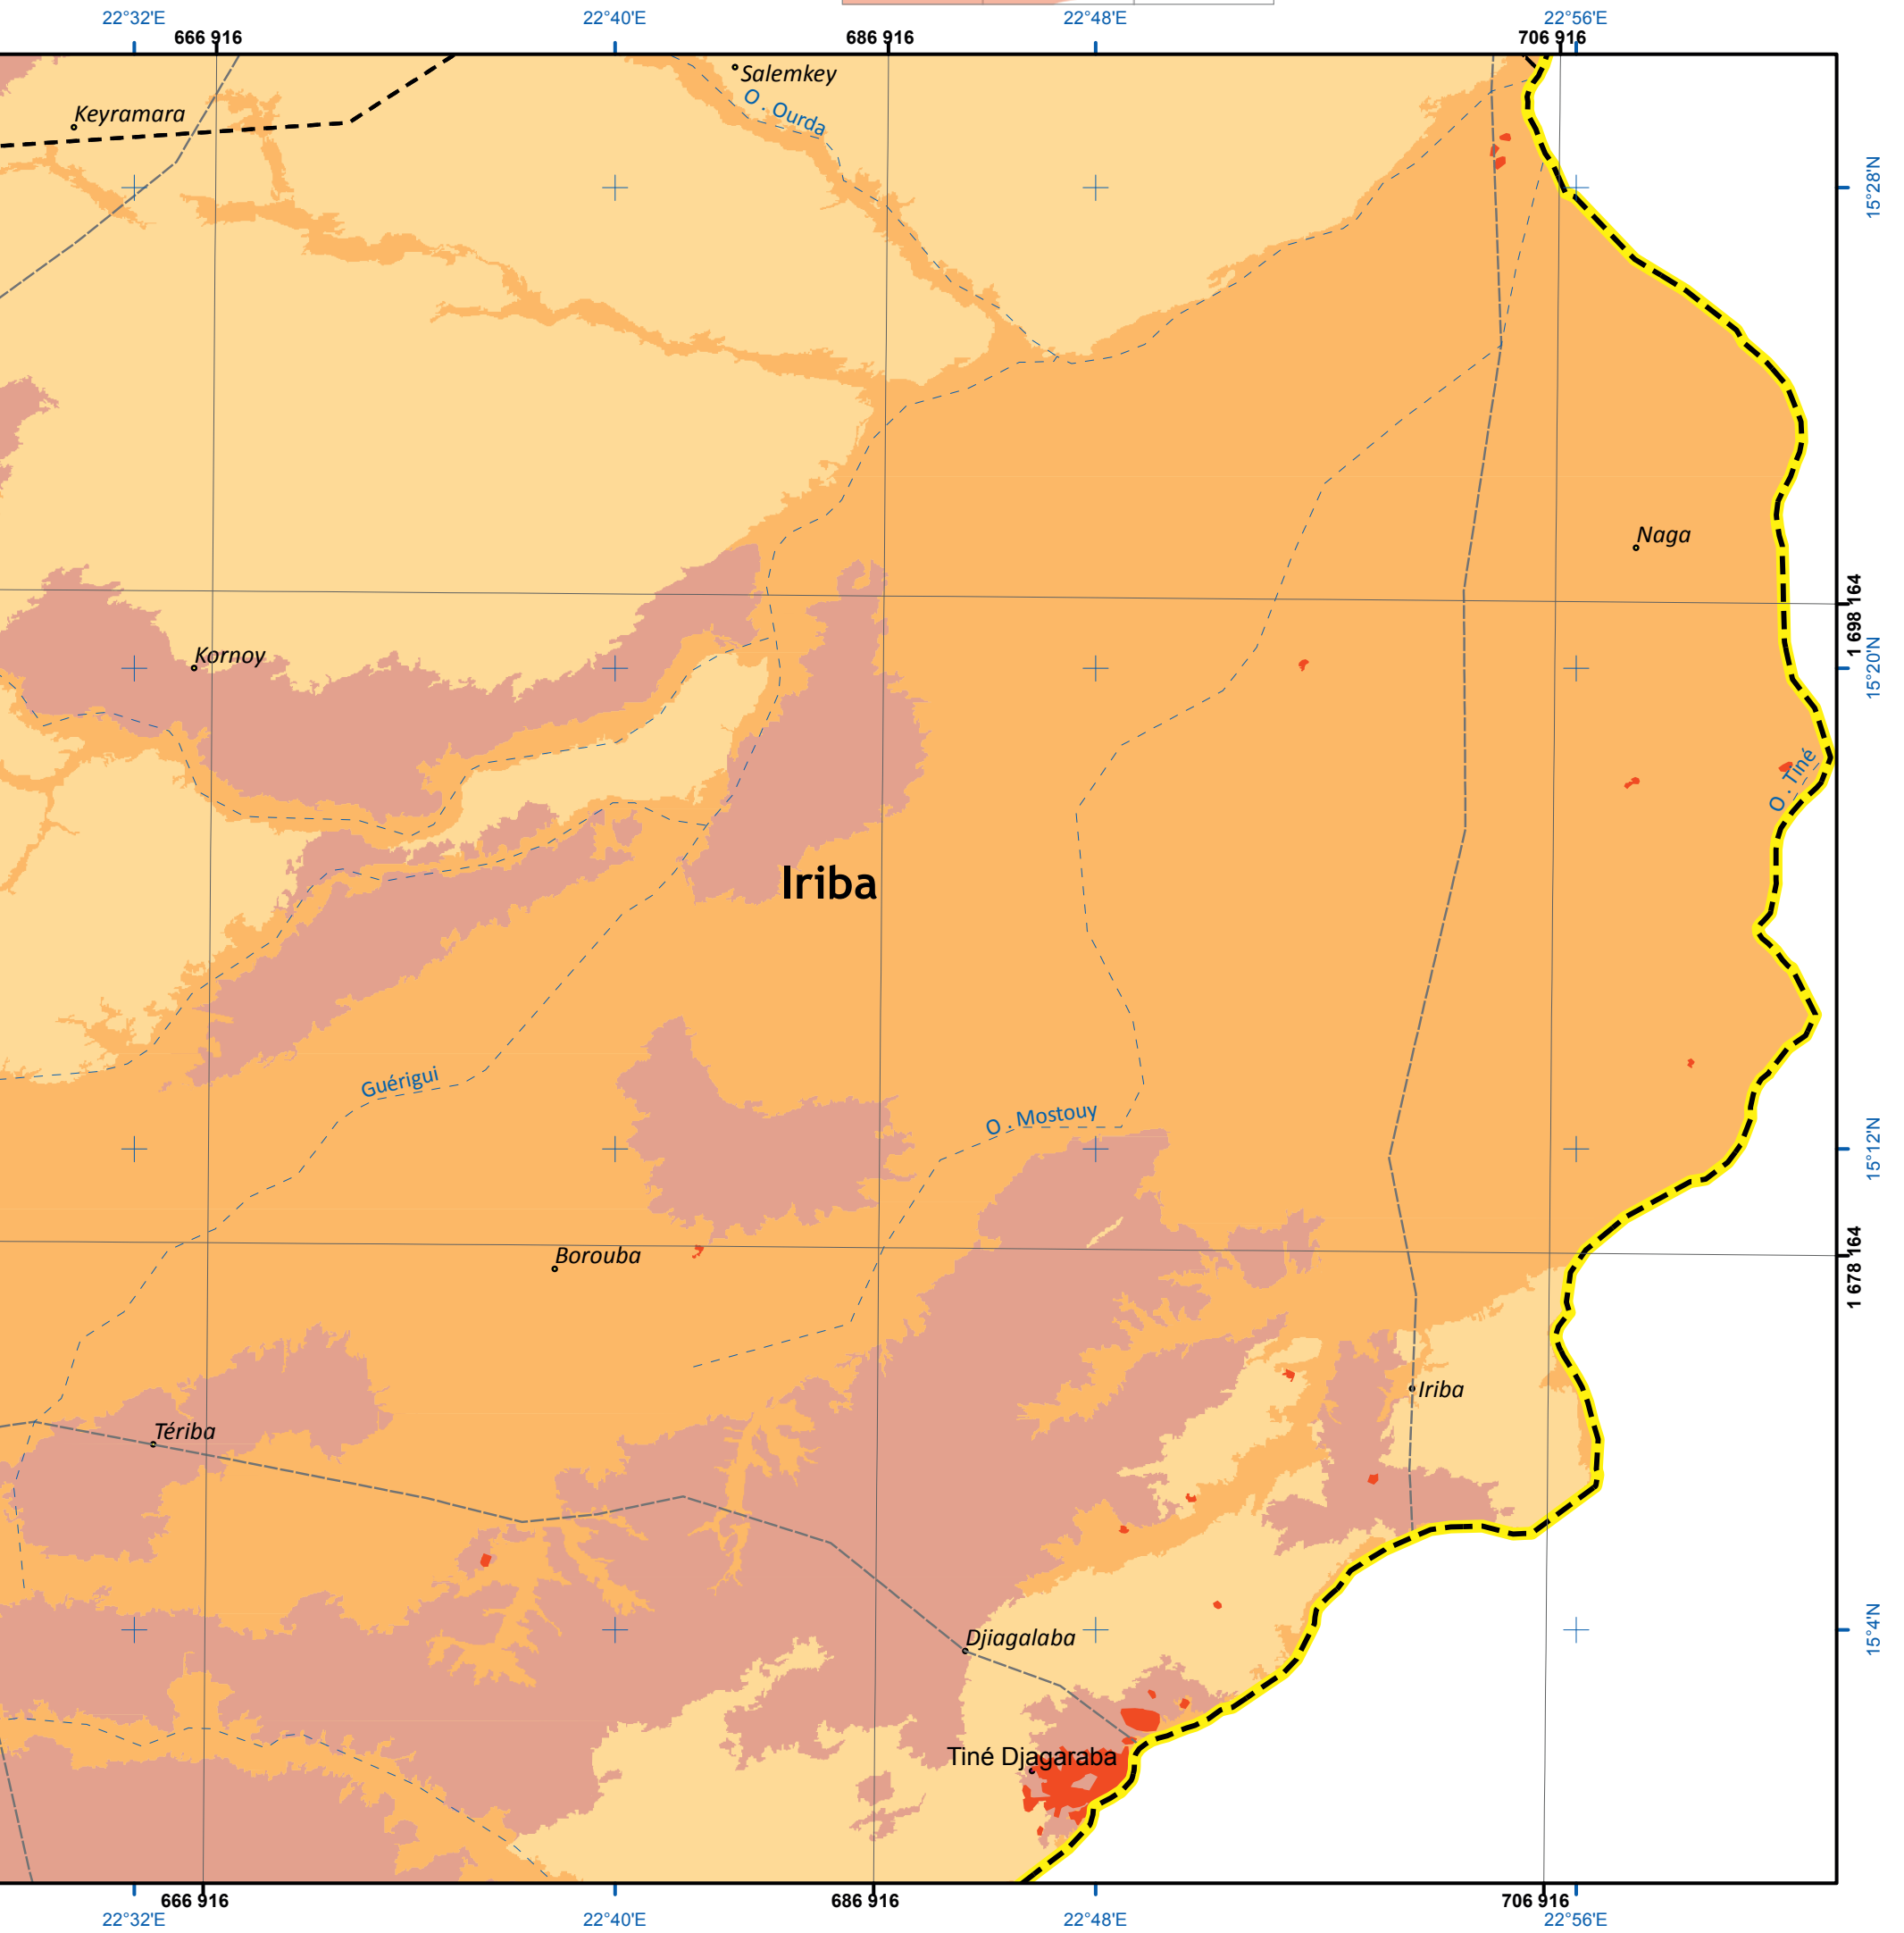 22°32'E
22°40'E
22°48'E
22°56'E
666 916
686 916
706 916
Salemkey
O . Ourda
Keyramara
15°28'N
Naga
1 698 164
Kornoy
15°20'N
O . Tiné
Iriba
Guérigui
O . Mostouy
15°12'N
Borouba
1 678 164
Iriba
Tériba
15°4'N
Djiagalaba
Tiné Djagaraba
666 916
686 916
706 916
22°32'E
22°40'E
22°48'E
22°56'E